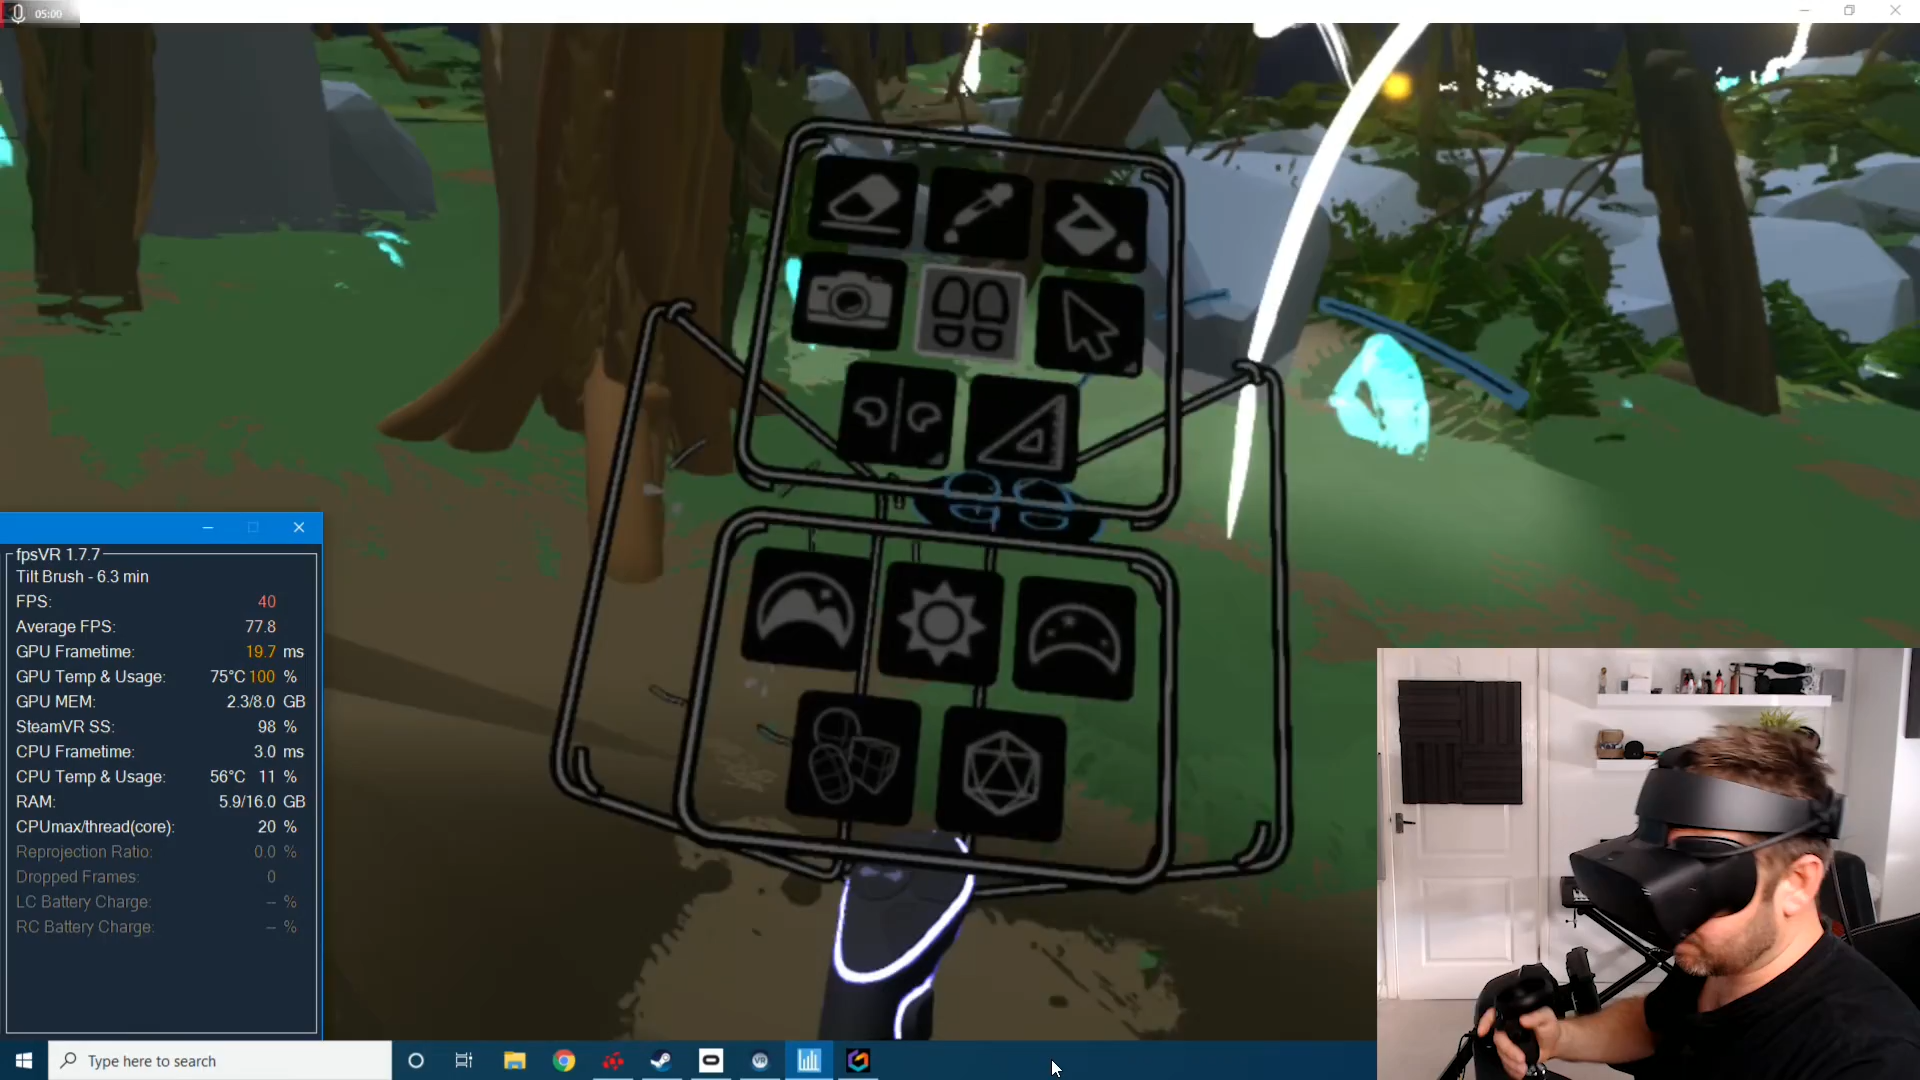 05:00
fpsVR 1.7.7
Tilt Brush - 6.3 min
FPS: 40
Average FPS: 77.8
GPU Frametime: 19.7 ms
GPU Temp & Usage: 75°C 100 %
GPU MEM: 2.3/8.0 GB
SteamVR SS: 98 %
CPU Frametime: 3.0 ms
CPU Temp & Usage: 56°C 11 %
RAM: 5.9/16.0 GB
CPUmax/thread(core): 20 %
Reprojection Ratio: 0.0 %
Dropped Frames: 0
LC Battery Charge: -- %
RC Battery Charge: -- %
Type here to search
VR